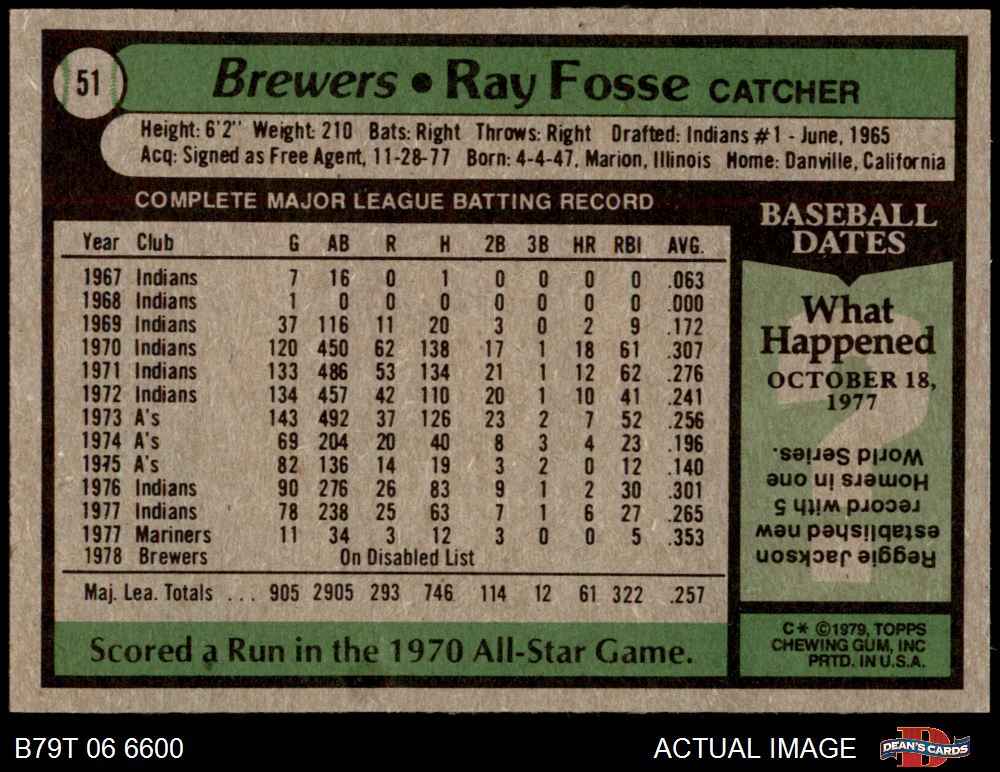 51
Brewers • Ray Fosse CATCHER
Height: 6'2" Weight: 210 Bats: Right Throws: Right Drafted: Indians #1 - June, 1965
Acq: Signed as Free Agent, 11-28-77 Born: 4-4-47, Marion, Illinois Home: Danville, California
COMPLETE MAJOR LEAGUE BATTING RECORD
Year Club G AB R H 2B 3B HR RBI AVG.
1967 Indians 7 16 0 1 0 0 0 0 .063
1968 Indians 1 0 0 0 0 0 0 0 .000
1969 Indians 37 116 11 20 3 0 2 9 .172
1970 Indians 120 450 62 138 17 1 18 61 .307
1971 Indians 133 486 53 134 21 1 12 62 .276
1972 Indians 134 457 42 110 20 1 10 41 .241
1973 A's 143 492 37 126 23 2 7 52 .256
1974 A's 69 204 20 40 8 3 4 23 .196
1975 A's 82 136 14 19 3 2 0 12 .140
1976 Indians 90 276 26 83 9 1 2 30 .301
1977 Indians 78 238 25 63 7 1 6 27 .265
1977 Mariners 11 34 3 12 3 0 0 5 .353
1978 Brewers On Disabled List
Maj. Lea. Totals . . . 905 2905 293 746 114 12 61 322 .257
Scored a Run in the 1970 All-Star Game.
BASEBALL
DATES
What
Happened
OCTOBER 18,
1977
?
Reggie Jackson
established new
record with 5
Homers in one
World Series.
C* ©1979, TOPPS
CHEWING GUM, INC
PRTD. IN U.S.A.
B79T 06 6600
ACTUAL IMAGE
D
DEAN'S CARDS